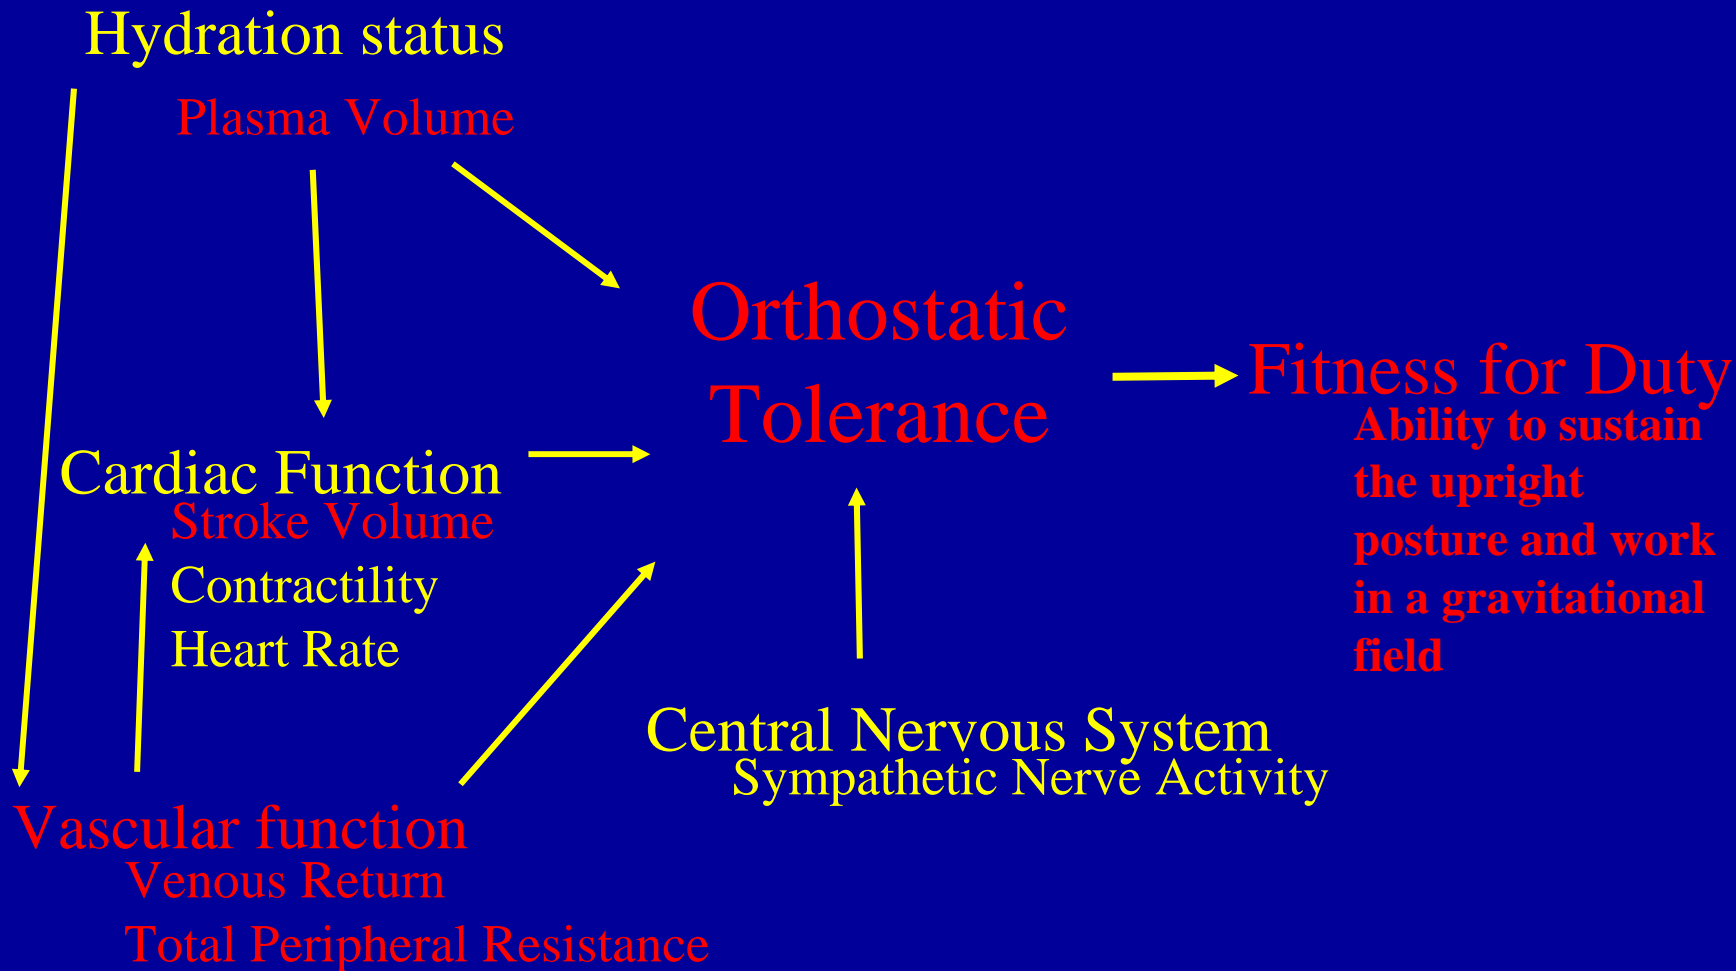 Hydration status
Plasma Volume
Orthostatic
Tolerance
Fitness for Duty
Ability to sustain
the upright
posture and work
in a gravitational
field
Cardiac Function
Stroke Volume
Contractility
Heart Rate
Central Nervous System
Sympathetic Nerve Activity
Vascular function
Venous Return
Total Peripheral Resistance